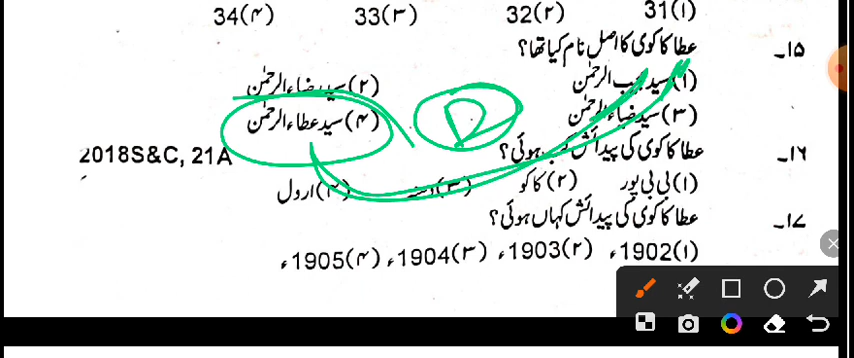 31(۱) 32(۲) 33(۳) 34(۴)
۱۵۔ عطا کاکوی کا اصل نام کیا تھا؟
(۱) سید الرحمٰن (۲) سید رضاء الرحمٰن
(۳) سید ضیاء الرحمٰن (۴) سید عطاء الرحمٰن
D
۱۶۔ عطا کاکوی کی پیدائش کب ہوئی؟ 2018S&C, 21A
(۱) بی بی پور (۲) کاکو (۳) (۴) ارول
۱۷۔ عطا کاکوی کی پیدائش کہاں ہوئی؟
(۱) 1902ء (۲) 1903ء (۳) 1904ء (۴) 1905ء